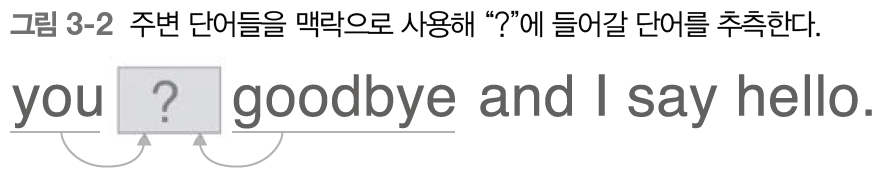 그림 3-2 주변 단어들을 맥락으로 사용해 “?”에 들어갈 단어를 추측한다.
you ? goodbye and I say hello.